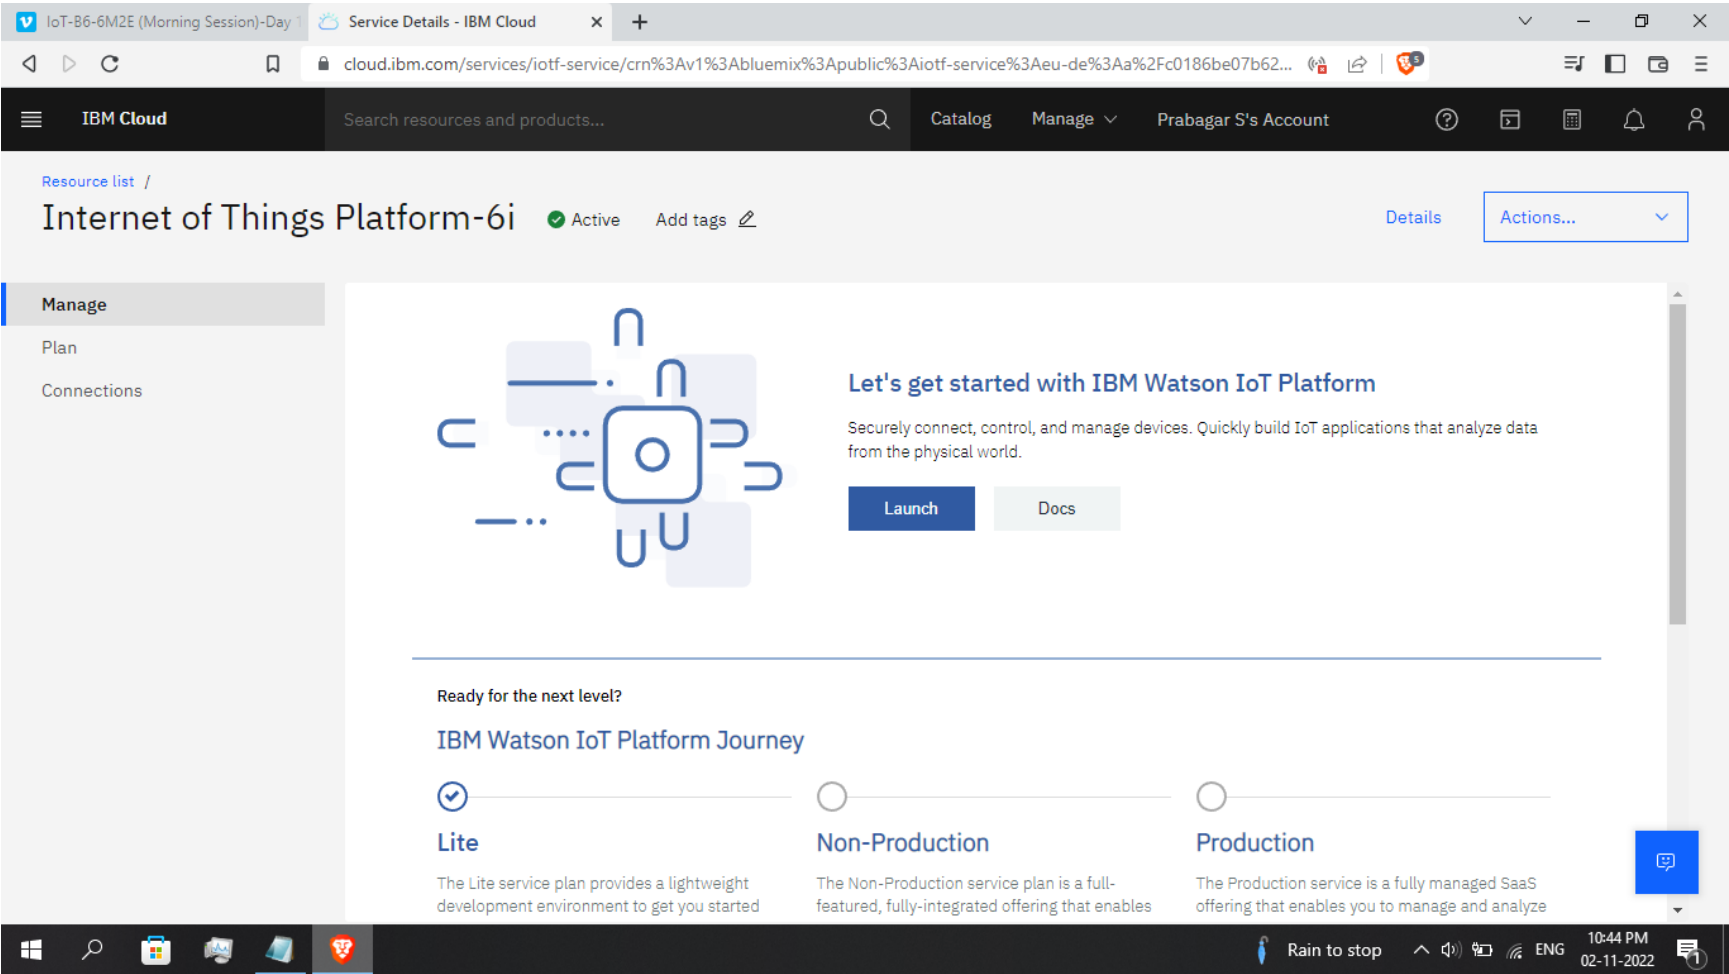 IoT-B6-6M2E (Morning Session)-Day 1
Service Details - IBM Cloud
cloud.ibm.com/services/iotf-service/crn%3Av1%3Abluemix%3Apublic%3Aiotf-service%3Aeu-de%3Aa%2Fc0186be07b62...
5
IBM Cloud
Search resources and products...
Catalog
Manage
Prabagar S's Account
Resource list /
Internet of Things Platform-6i
Active
Add tags
Details
Actions...
Manage
Plan
Connections
Let's get started with IBM Watson IoT Platform
Securely connect, control, and manage devices. Quickly build IoT applications that analyze data
from the physical world.
Launch
Docs
Ready for the next level?
IBM Watson IoT Platform Journey
Lite
The Lite service plan provides a lightweight
development environment to get you started
Non-Production
The Non-Production service plan is a full-
featured, fully-integrated offering that enables
Production
The Production service is a fully managed SaaS
offering that enables you to manage and analyze
Rain to stop
ENG
10:44 PM
02-11-2022
1